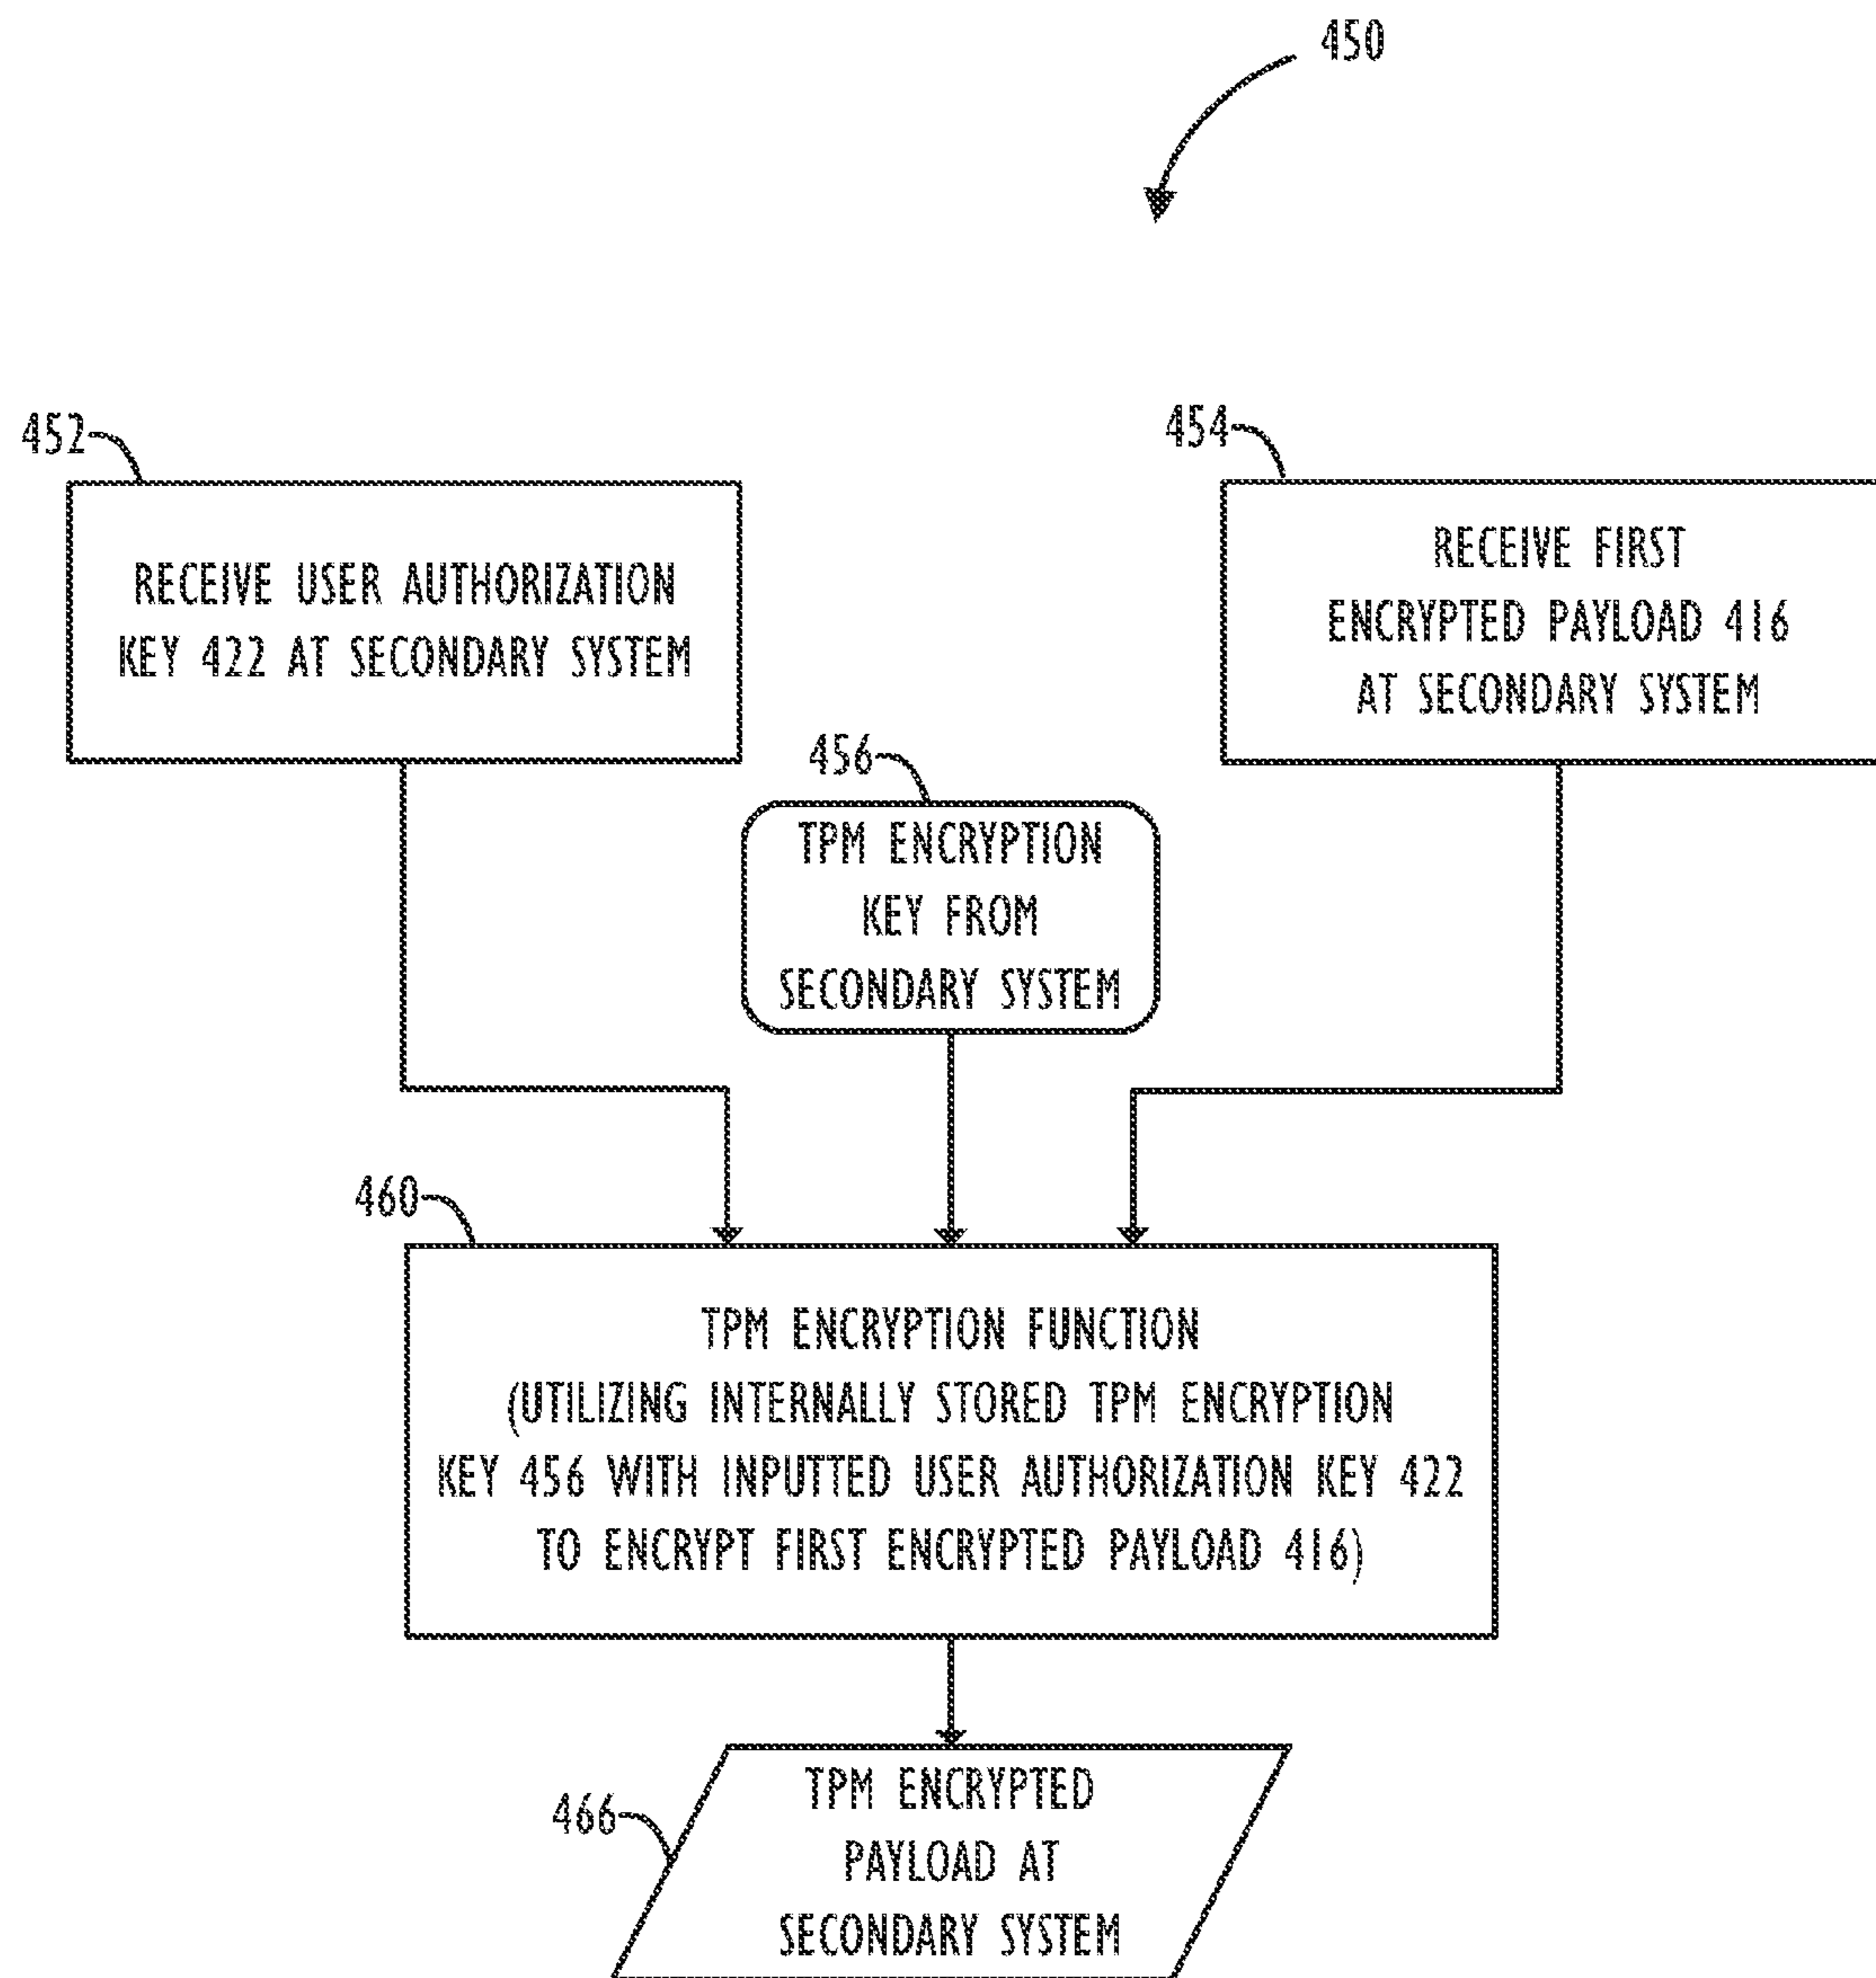 450
452
454
RECEIVE USER AUTHORIZATION
KEY 422 AT SECONDARY SYSTEM
RECEIVE FIRST
ENCRYPTED PAYLOAD 416
AT SECONDARY SYSTEM
456
TPM ENCRYPTION
KEY FROM
SECONDARY SYSTEM
460
TPM ENCRYPTION FUNCTION
(UTILIZING INTERNALLY STORED TPM ENCRYPTION
KEY 456 WITH INPUTTED USER AUTHORIZATION KEY 422
TO ENCRYPT FIRST ENCRYPTED PAYLOAD 416)
466
TPM ENCRYPTED
PAYLOAD AT
SECONDARY SYSTEM